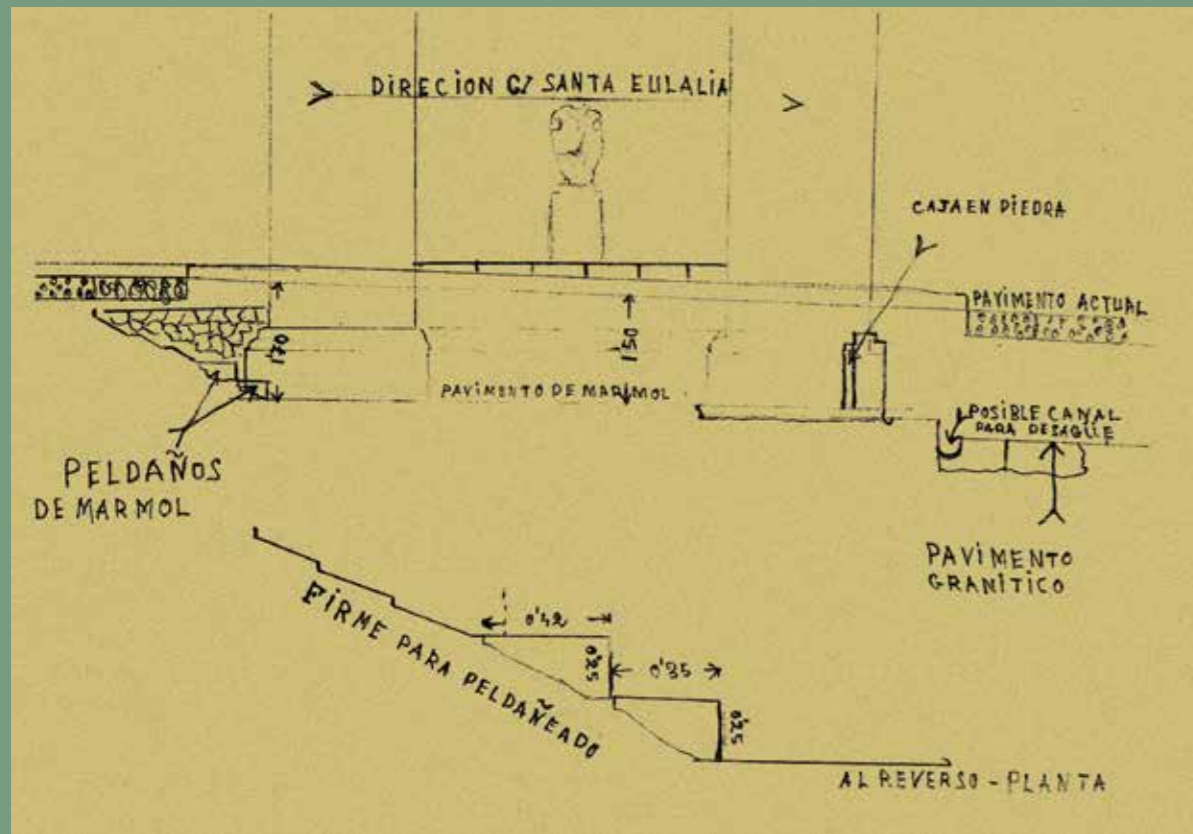 DIRECION C/ SANTA EULALIA
CAJA EN PIEDRA
PAVIMENTO ACTUAL
170
150
PAVIMENTO DE MARMOL
POSIBLE CANAL
PARA DESAGÜE
PELDAÑOS
DE MARMOL
PAVIMENTO
GRANITICO
FIRME PARA PELDAÑEADO
0'42
0'25
0'35
0'25
AL REVERSO - PLANTA